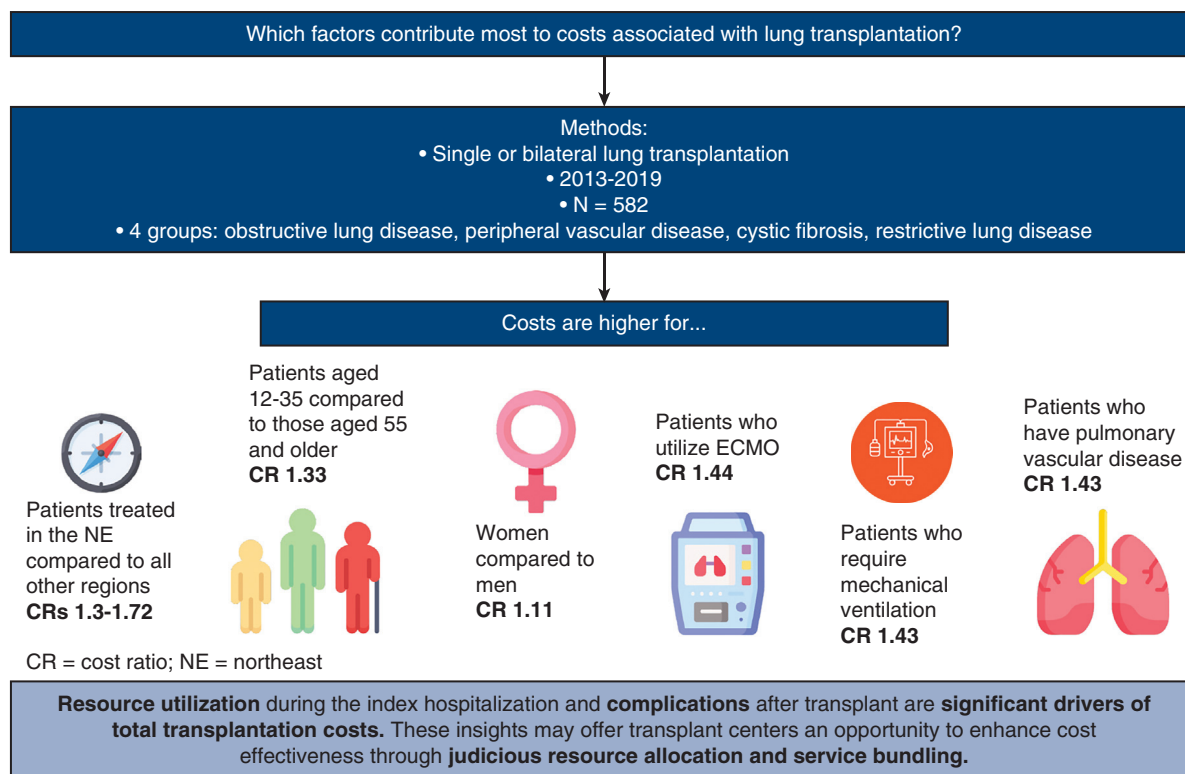 Which factors contribute most to costs associated with lung transplantation?
Methods:
• Single or bilateral lung transplantation
• 2013-2019
• N = 582
• 4 groups: obstructive lung disease, peripheral vascular disease, cystic fibrosis, restrictive lung disease
Costs are higher for...
Patients treated
in the NE
compared to all
other regions
CRs 1.3-1.72
Patients aged
12-35 compared
to those aged 55
and older
CR 1.33
Women
compared to
men
CR 1.11
Patients who
utilize ECMO
CR 1.44
Patients who
require
mechanical
ventilation
CR 1.43
Patients who
have pulmonary
vascular disease
CR 1.43
CR = cost ratio; NE = northeast
Resource utilization during the index hospitalization and complications after transplant are significant drivers of
total transplantation costs. These insights may offer transplant centers an opportunity to enhance cost
effectiveness through judicious resource allocation and service bundling.